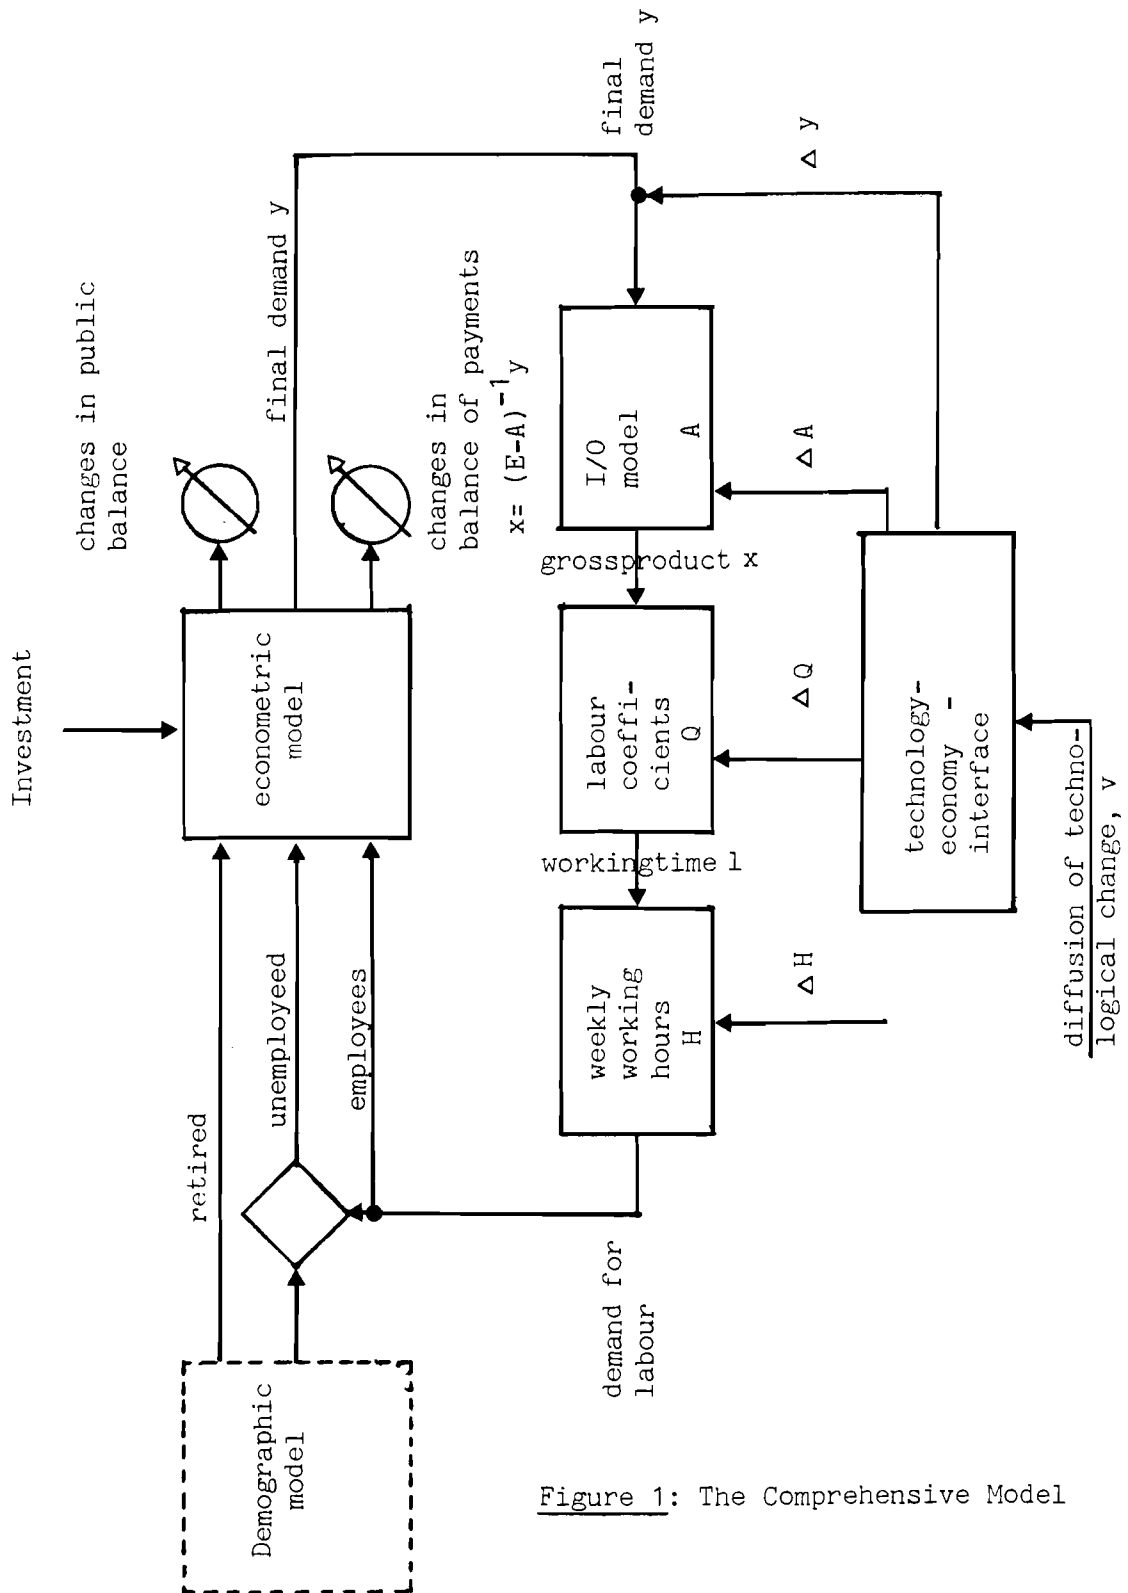 Investment
changes in public
balance
econometric
model
final demand y
changes in
balance of payments
x= (E-A)⁻¹y
retired
unemployeed
employees
Demographic
model
final
demand y
I/O
model
A
grossproduct x
labour
coeffi-
cients
Q
workingtime l
weekly
working
hours
H
demand for
labour
Δ y
Δ A
Δ Q
Δ H
technology-
economy -
interface
diffusion of techno-
logical change, v
Figure 1: The Comprehensive Model